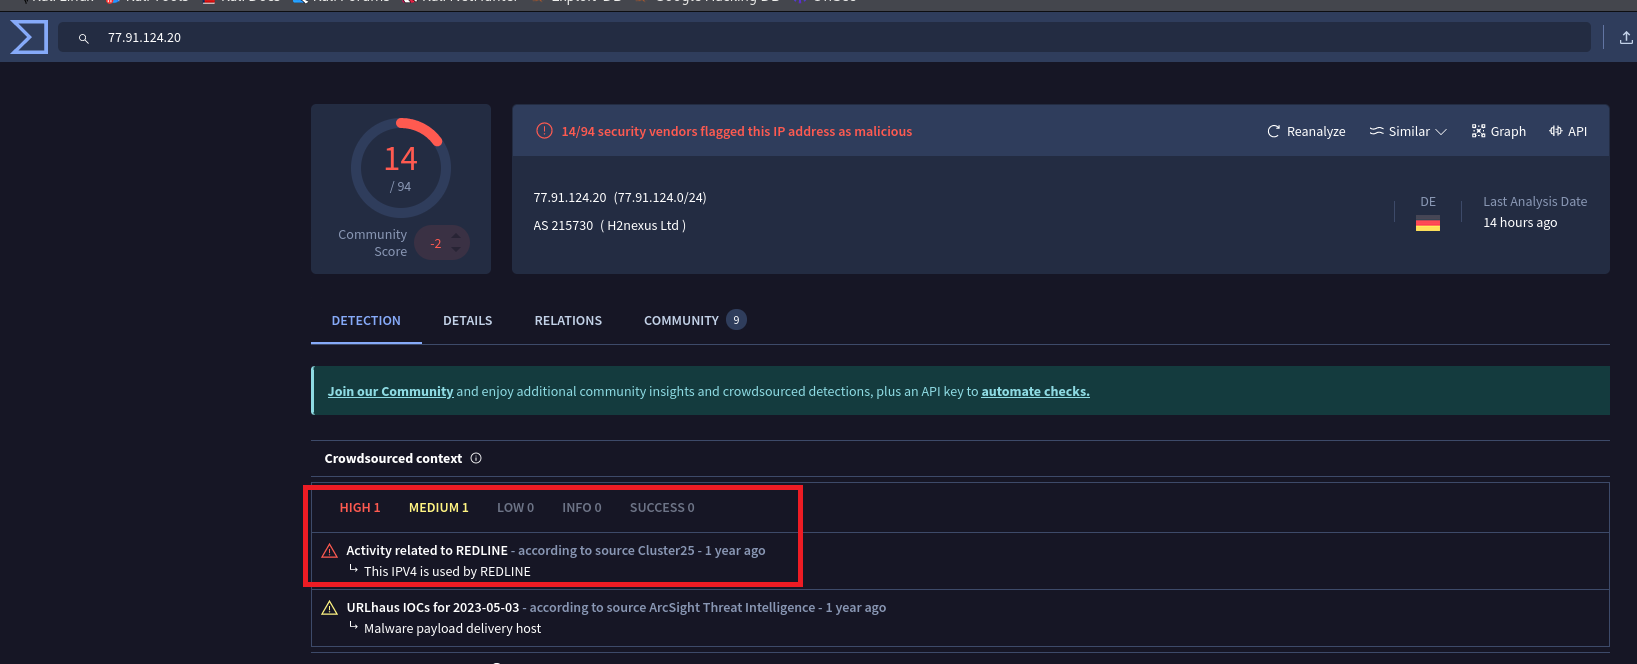 77.91.124.20
14/94 security vendors flagged this IP address as malicious
Reanalyze
Similar
Graph
API
14
/ 94
Community
Score
-2
77.91.124.20 (77.91.124.0/24)
AS 215730 ( H2nexus Ltd )
DE
Last Analysis Date
14 hours ago
DETECTION
DETAILS
RELATIONS
COMMUNITY 9
Join our Community and enjoy additional community insights and crowdsourced detections, plus an API key to automate checks.
Crowdsourced context
HIGH 1 MEDIUM 1 LOW 0 INFO 0 SUCCESS 0
Activity related to REDLINE - according to source Cluster25 - 1 year ago
This IPV4 is used by REDLINE
URLhaus IOCs for 2023-05-03 - according to source ArcSight Threat Intelligence - 1 year ago
Malware payload delivery host